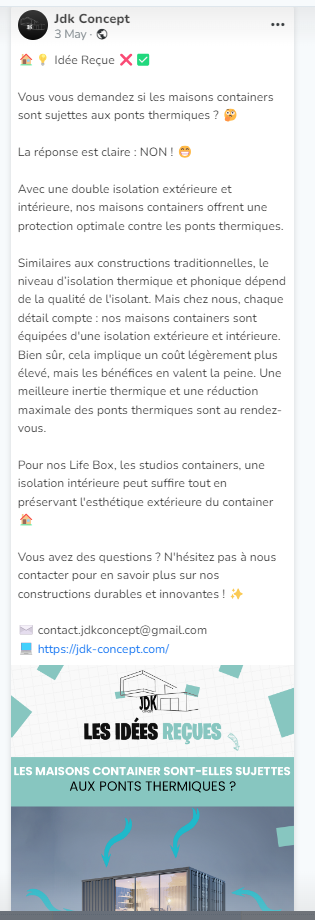 Jdk Concept
3 May ·
🏠 💡 Idée Reçue ❌ ✅
Vous vous demandez si les maisons containers
sont sujettes aux ponts thermiques ? 🤔
La réponse est claire : NON ! 😁
Avec une double isolation extérieure et
intérieure, nos maisons containers offrent une
protection optimale contre les ponts thermiques.
Similaires aux constructions traditionnelles, le
niveau d'isolation thermique et phonique dépend
de la qualité de l'isolant. Mais chez nous, chaque
détail compte : nos maisons containers sont
équipées d'une isolation extérieure et intérieure.
Bien sûr, cela implique un coût légèrement plus
élevé, mais les bénéfices en valent la peine. Une
meilleure inertie thermique et une réduction
maximale des ponts thermiques sont au rendez-
vous.
Pour nos Life Box, les studios containers, une
isolation intérieure peut suffire tout en
préservant l'esthétique extérieure du container
🏠
Vous avez des questions ? N'hésitez pas à nous
contacter pour en savoir plus sur nos
constructions durables et innovantes ! ✨
✉️ contact.jdkconcept@gmail.com
💻 https://jdk-concept.com/
JDK
LES IDÉES REÇUES
LES MAISONS CONTAINER SONT-ELLES SUJETTES
AUX PONTS THERMIQUES ?